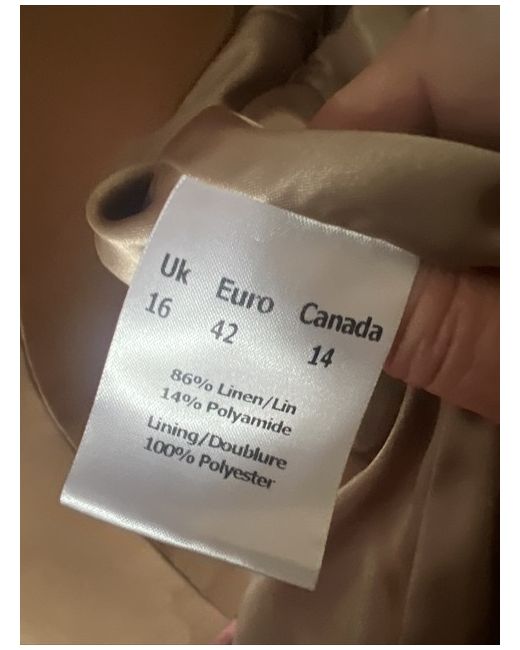 Uk Euro Canada
16 42 14
86% Linen/Lin
14% Polyamide
Lining/Doublure
100% Polyester